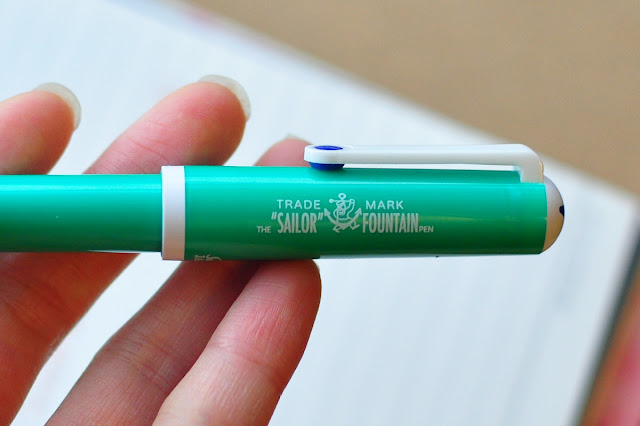 TRADE MARK
THE "SAILOR" FOUNTAIN PEN